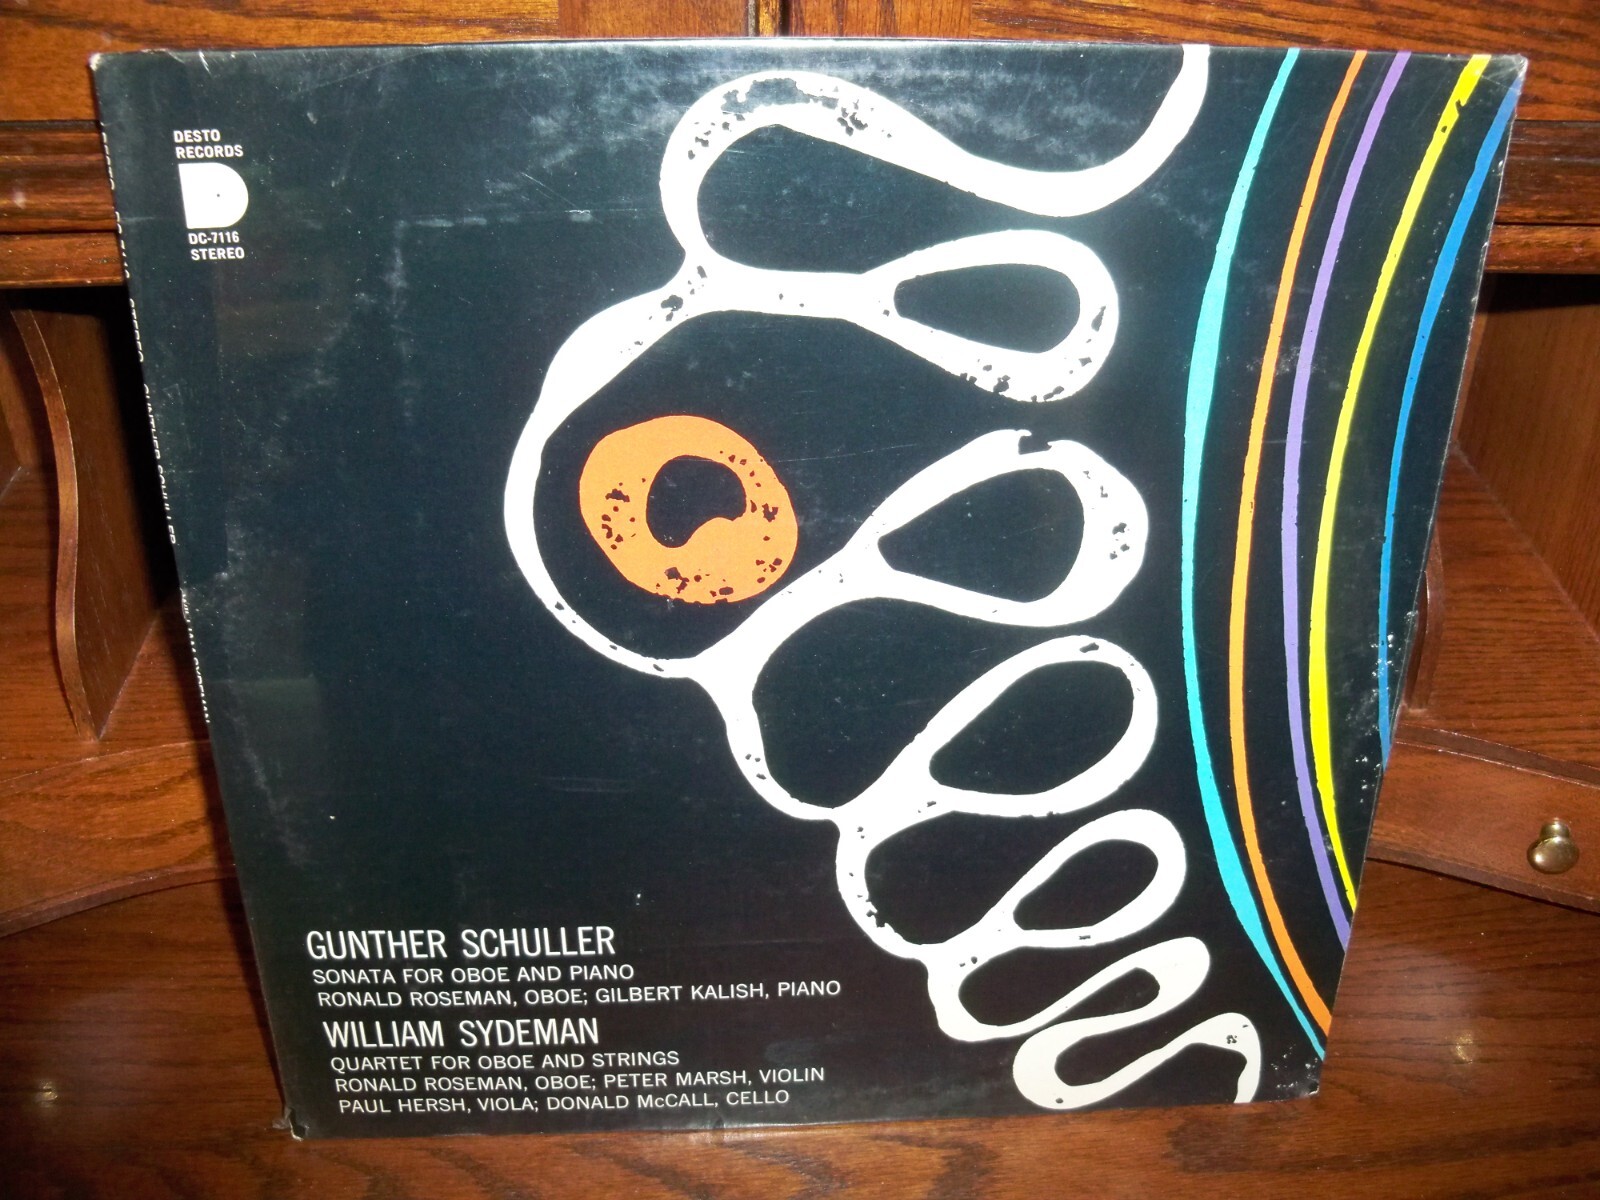 DESTO
RECORDS
DC-7116
STEREO
GUNTHER SCHULLER
SONATA FOR OBOE AND PIANO
RONALD ROSEMAN, OBOE; GILBERT KALISH, PIANO
WILLIAM SYDEMAN
QUARTET FOR OBOE AND STRINGS
RONALD ROSEMAN, OBOE; PETER MARSH, VIOLIN
PAUL HERSH, VIOLA; DONALD McCALL, CELLO